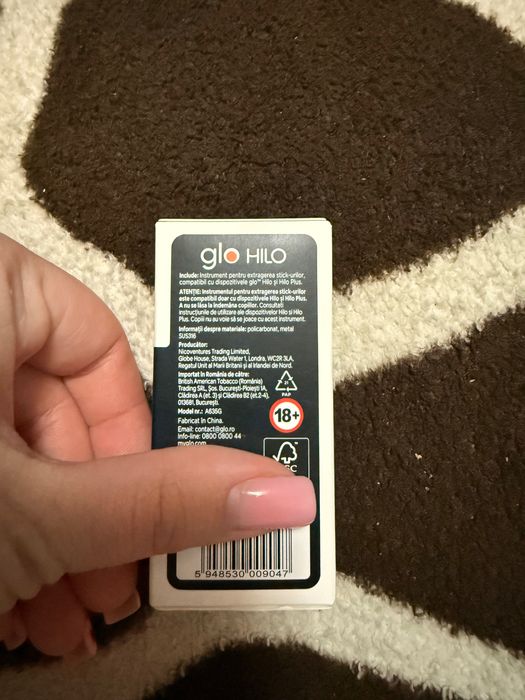 glo HILO
Include: Instrument pentru extragerea stick-urilor,
compatibil cu dispozitivele glo™ Hilo și Hilo Plus.
ATENȚIE: Instrumentul pentru extragerea stick-urilor
este compatibil doar cu dispozitivele Hilo și Hilo Plus.
A nu se lăsa la îndemâna copiilor. Consultați
instrucțiunile de utilizare ale dispozitivelor Hilo si Hilo
Plus. Copiii nu au voie să se joace cu acest instrument.
Informații despre materiale: policarbonat, metal
SUS316
Producător:
Nicoventures Trading Limited,
Globe House, Strada Water 1, Londra, WC2R 3LA,
Regatul Unit al Marii Britanii și al Irlandei de Nord.
Importat în România de către:
British American Tobacco (România)
Trading SRL, Șos. București-Ploiești 1A,
Clădirea A (et. 3) și Clădirea B2 (et.2-4),
013681, București.
21
PAP
Model nr.: A635G
Fabricat în China.
Email: contact@glo.ro
Info-line: 0800 0800 44
myglo.com
18+
5 948530 009047